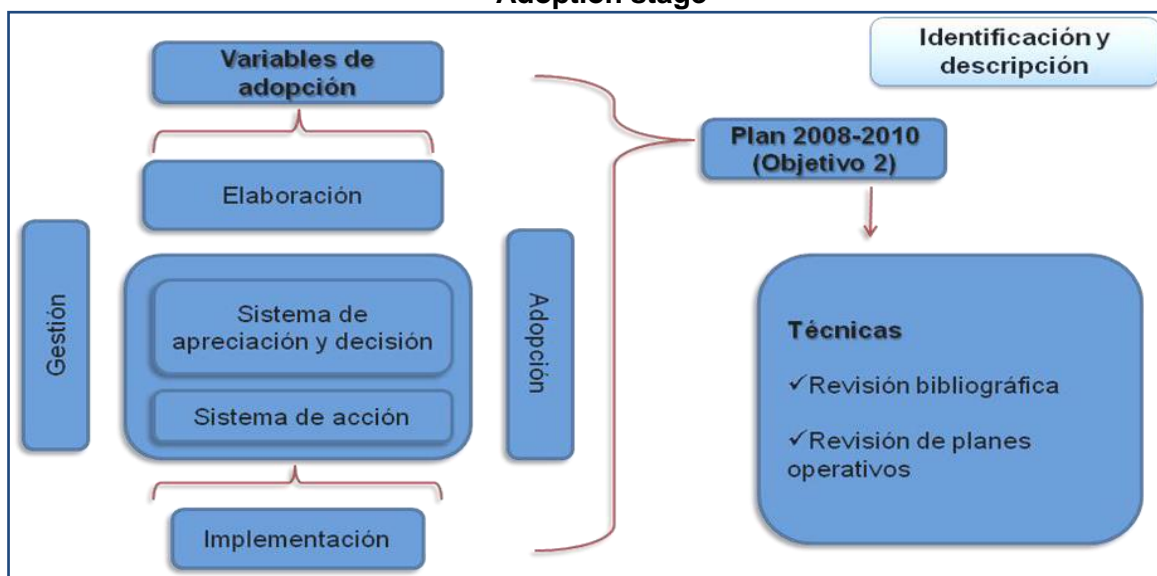 Adoption stage
Identificación y
descripción
Variables de
adopción
Plan 2008-2010
(Objetivo 2)
Elaboración
Gestión
Sistema de
apreciación y decisión
Sistema de acción
Adopción
Técnicas
✓Revisión bibliográfica
✓Revisión de planes
operativos
Implementación